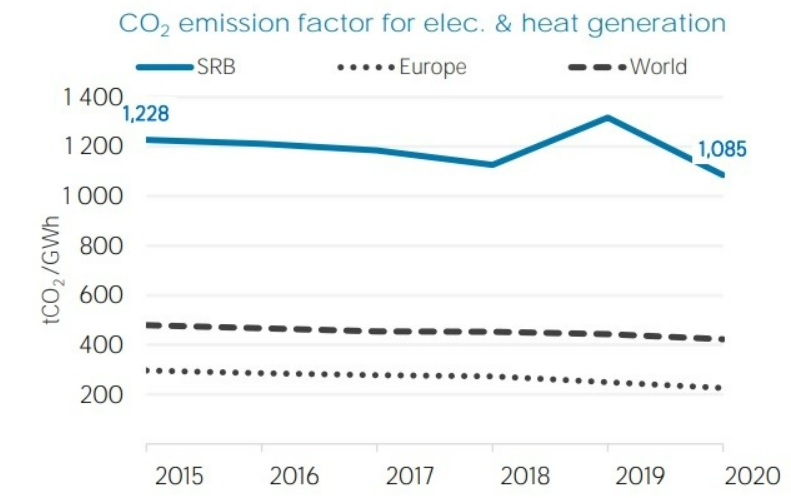 CO₂ emission factor for elec. & heat generation
SRB Europe World
1 400
1,228
1 200
1,085
1 000
800
600
400
200
tCO₂/GWh
2015 2016 2017 2018 2019 2020